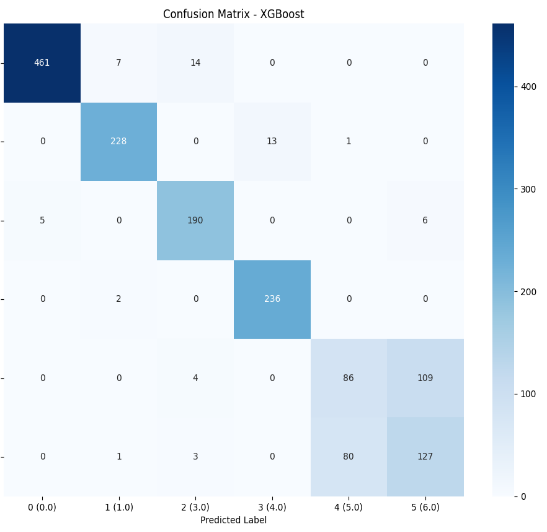 Confusion Matrix - XGBoost
461 7 14 0 0 0
0 228 0 13 1 0
5 0 190 0 0 6
0 2 0 236 0 0
0 0 4 0 86 109
0 1 3 0 80 127
0 (0.0) 1 (1.0) 2 (3.0) 3 (4.0) 4 (5.0) 5 (6.0)
Predicted Label
400
300
200
100
0